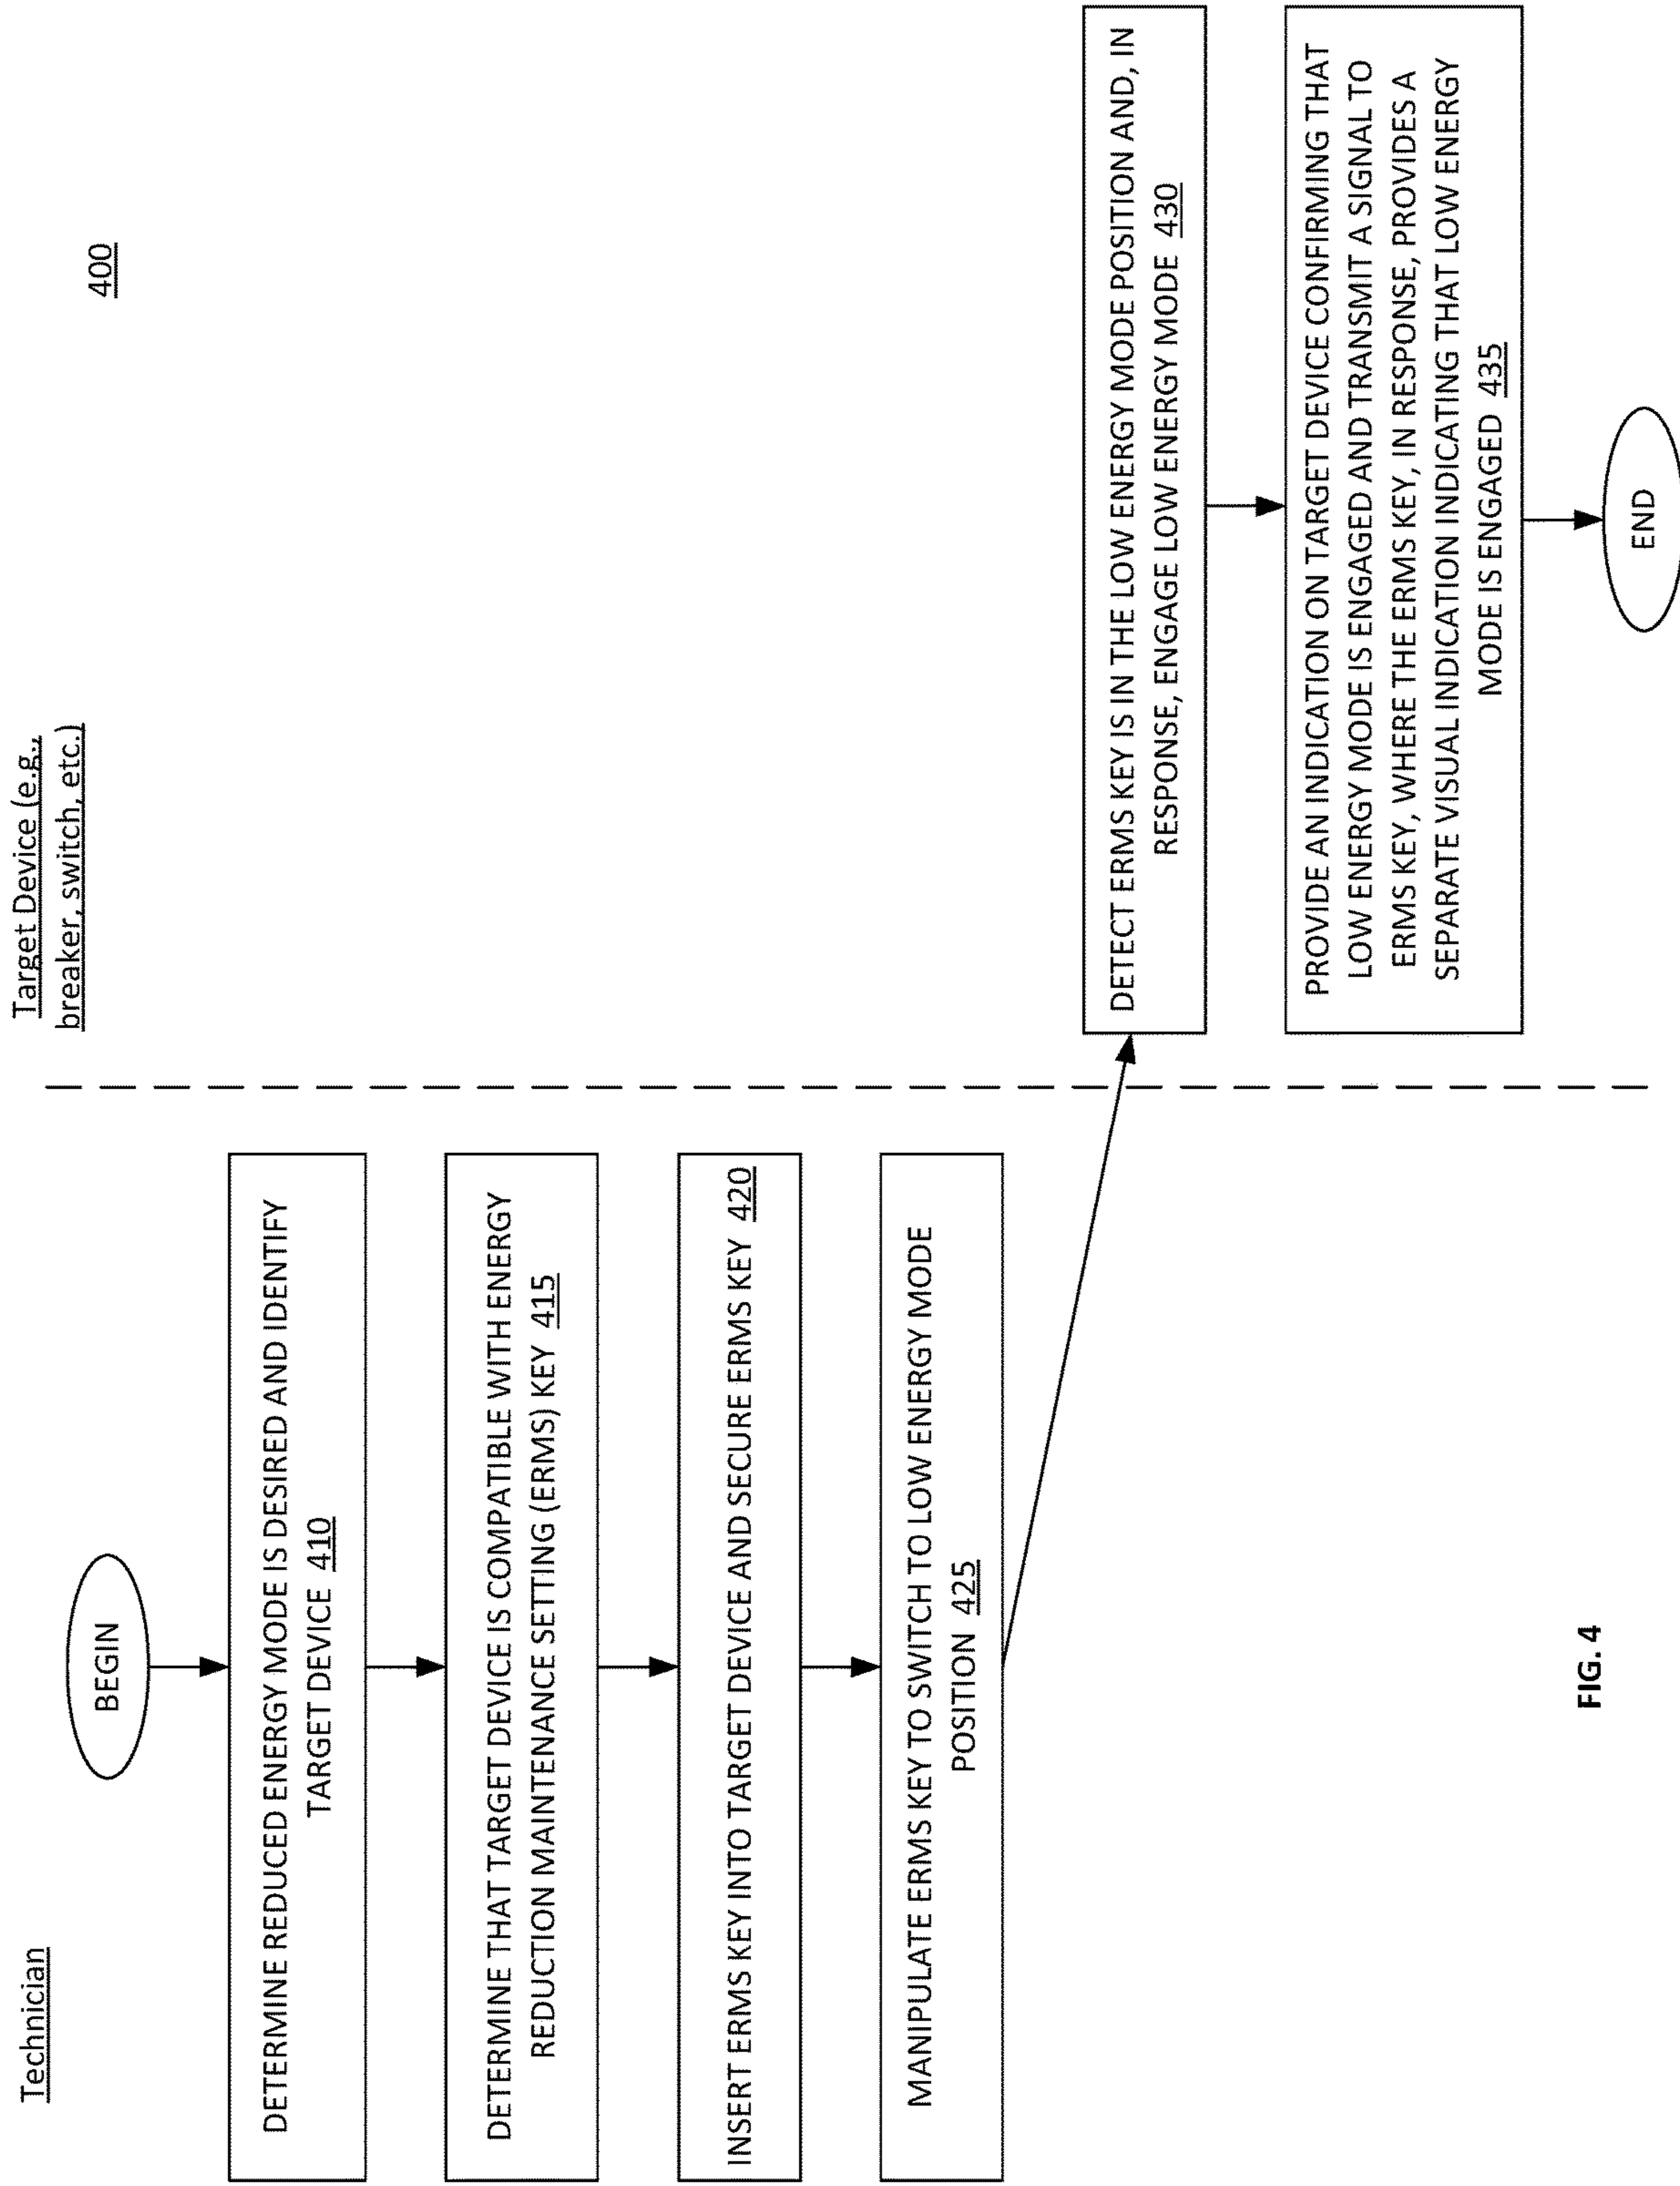 Technician
Target Device (e.g.,
breaker, switch, etc.)
400
BEGIN
DETERMINE REDUCED ENERGY MODE IS DESIRED AND IDENTIFY
TARGET DEVICE 410
DETERMINE THAT TARGET DEVICE IS COMPATIBLE WITH ENERGY
REDUCTION MAINTENANCE SETTING (ERMS) KEY 415
INSERT ERMS KEY INTO TARGET DEVICE AND SECURE ERMS KEY 420
MANIPULATE ERMS KEY TO SWITCH TO LOW ENERGY MODE
POSITION 425
DETECT ERMS KEY IS IN THE LOW ENERGY MODE POSITION AND, IN
RESPONSE, ENGAGE LOW ENERGY MODE 430
PROVIDE AN INDICATION ON TARGET DEVICE CONFIRMING THAT
LOW ENERGY MODE IS ENGAGED AND TRANSMIT A SIGNAL TO
ERMS KEY, WHERE THE ERMS KEY, IN RESPONSE, PROVIDES A
SEPARATE VISUAL INDICATION INDICATING THAT LOW ENERGY
MODE IS ENGAGED 435
END
FIG. 4